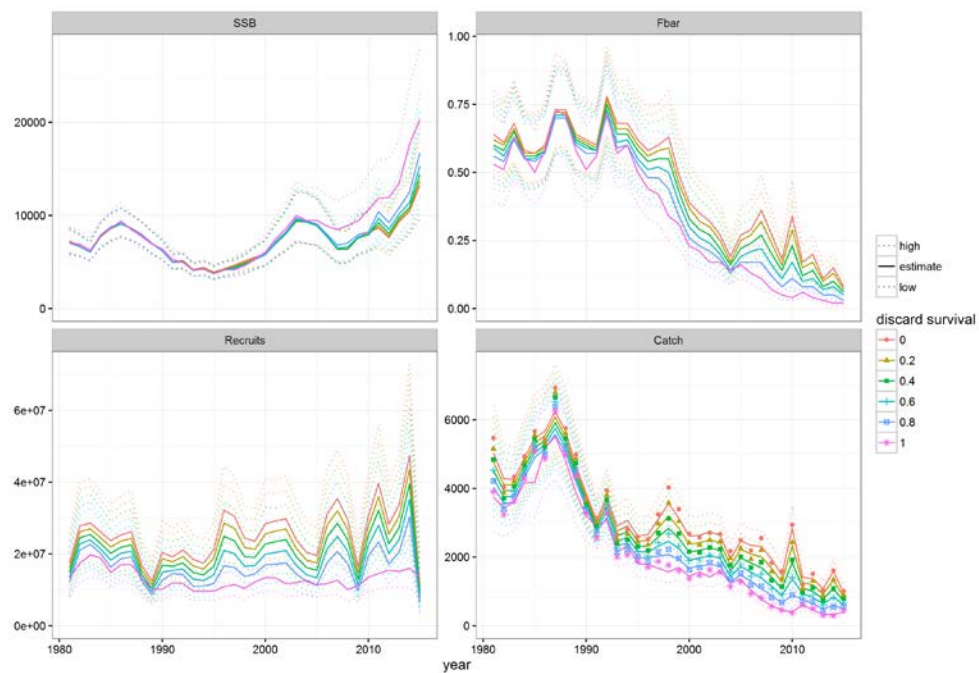 SSB
Fbar
20000
10000
0
1.00
0.75
0.50
0.25
0.00
1980
1990
2000
2010
Recruits
Catch
6e+07
4e+07
2e+07
0e+00
6000
4000
2000
0
1980
1990
2000
2010
year
high
estimate
low
discard survival
0
0.2
0.4
0.6
0.8
1